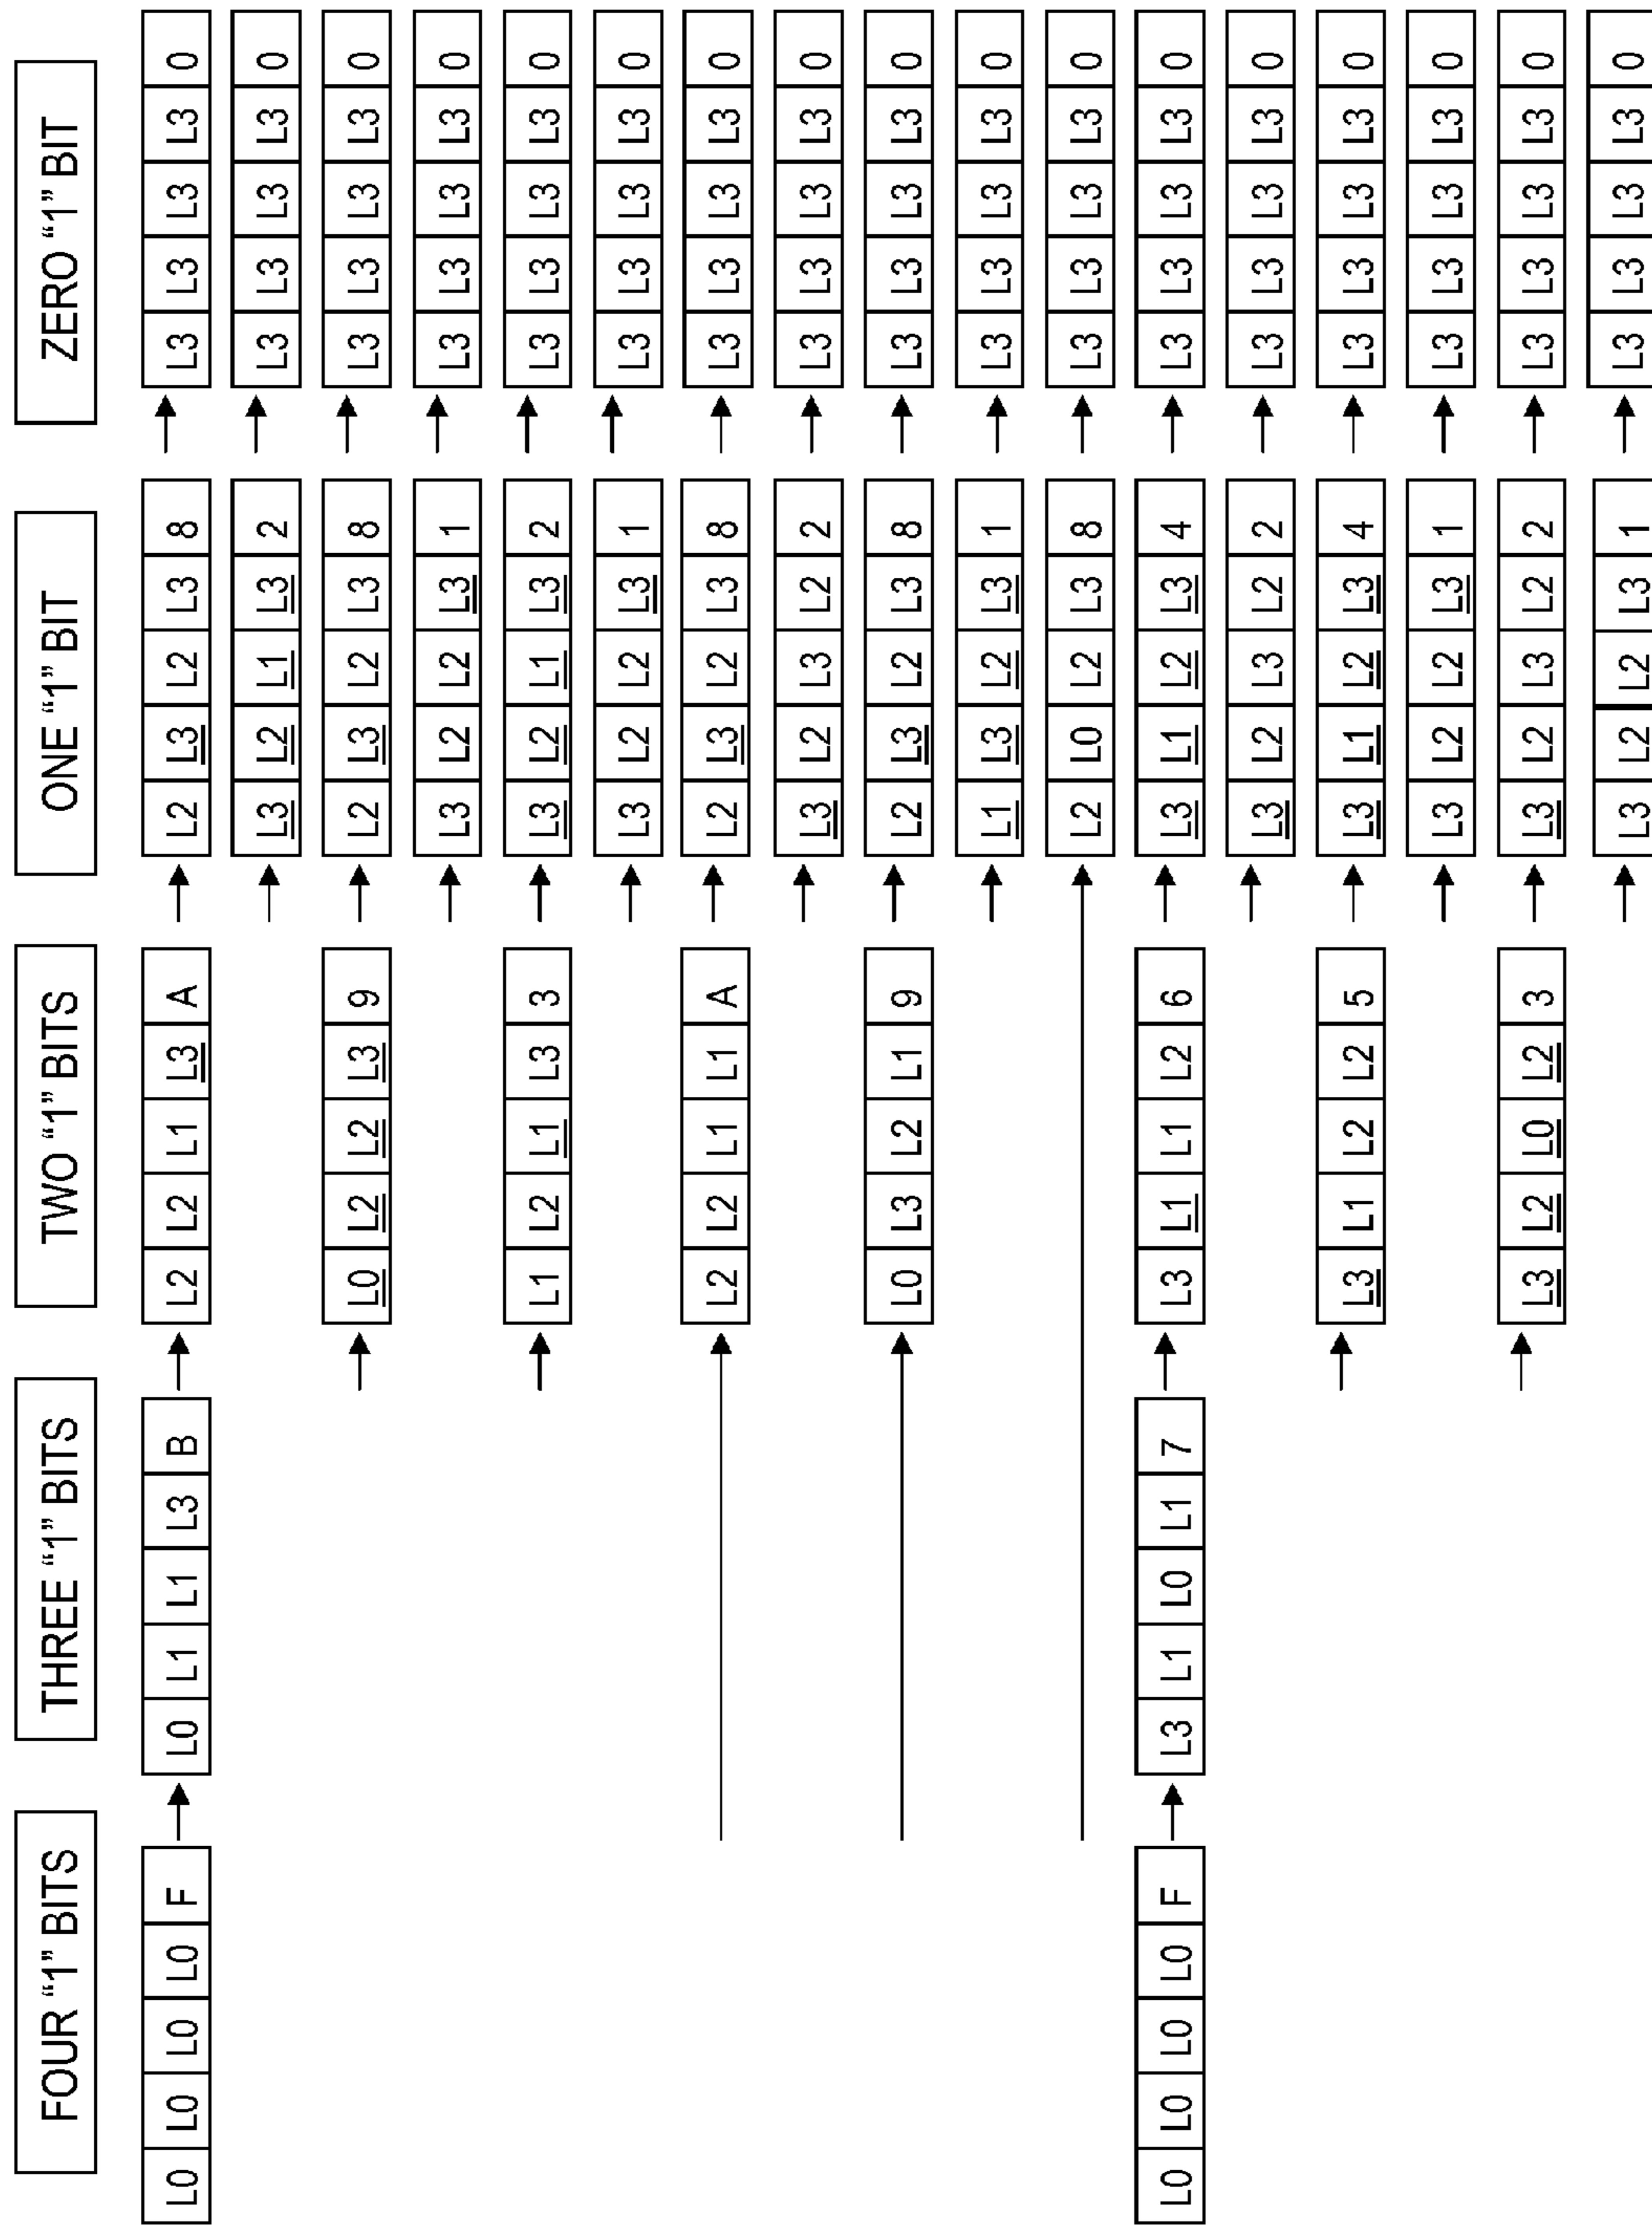 FOUR “1” BITS THREE “1” BITS TWO “1” BITS ONE “1” BIT ZERO “1” BIT
L0 L0 L0 L0 F L0 L1 L1 L3 B L2 L2 L1 L3 A L2 L3 L2 L3 8 L3 L3 L3 L3 0
L3 L2 L1 L3 2 L3 L3 L3 L3 0
L0 L2 L2 L3 9 L2 L3 L2 L3 8 L3 L3 L3 L3 0
L3 L2 L2 L3 1 L3 L3 L3 L3 0
L1 L2 L1 L3 3 L3 L2 L1 L3 2 L3 L3 L3 L3 0
L3 L2 L2 L3 1 L3 L3 L3 L3 0
L2 L2 L1 L1 A L2 L3 L2 L3 8 L3 L3 L3 L3 0
L3 L2 L3 L2 2 L3 L3 L3 L3 0
L0 L3 L2 L1 9 L2 L3 L2 L3 8 L3 L3 L3 L3 0
L1 L3 L2 L3 1 L3 L3 L3 L3 0
L2 L0 L2 L3 8 L3 L3 L3 L3 0
L0 L0 L0 L0 F L3 L1 L0 L1 7 L3 L1 L1 L2 6 L3 L1 L2 L3 4 L3 L3 L3 L3 0
L3 L2 L3 L2 2 L3 L3 L3 L3 0
L3 L1 L2 L2 5 L3 L1 L2 L3 4 L3 L3 L3 L3 0
L3 L2 L2 L3 1 L3 L3 L3 L3 0
L3 L2 L0 L2 3 L3 L2 L3 L2 2 L3 L3 L3 L3 0
L3 L2 L2 L3 1 L3 L3 L3 L3 0